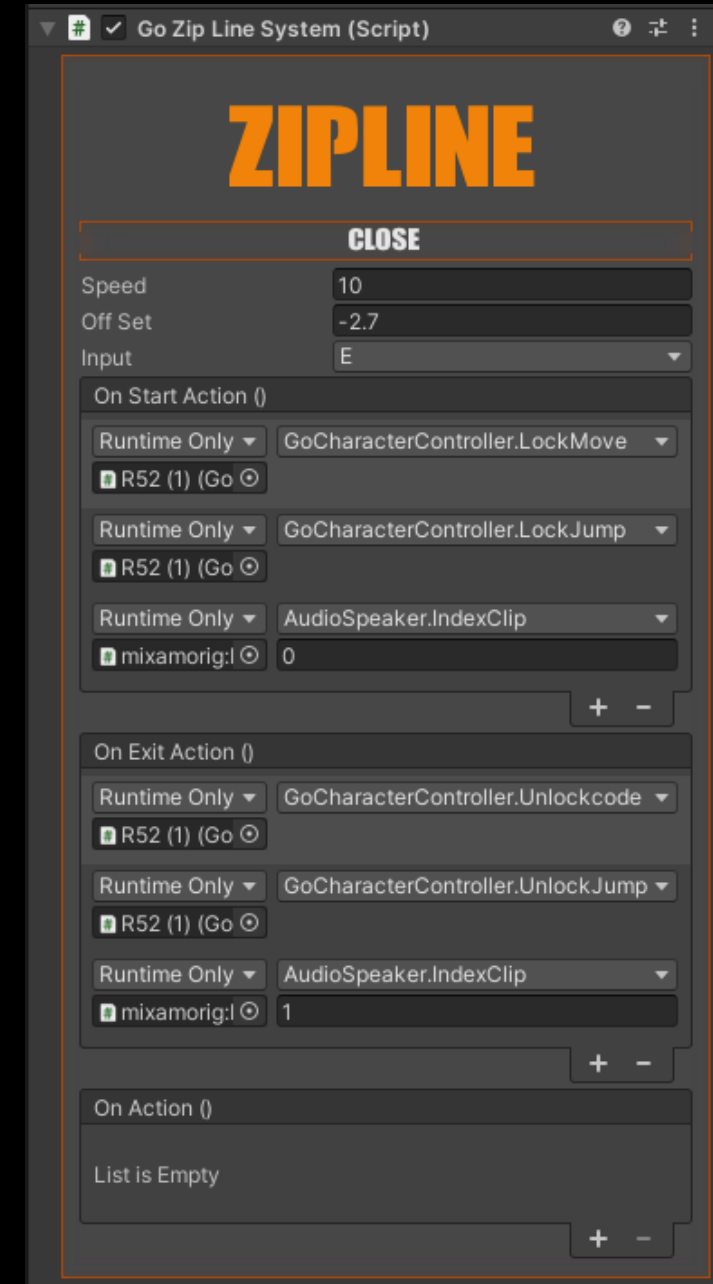 # Go Zip Line System (Script)
ZIPLINE
CLOSE
Speed 10
Off Set -2.7
Input E
On Start Action ()
Runtime Only GoCharacterController.LockMove
# R52 (1) (Go
Runtime Only GoCharacterController.LockJump
# R52 (1) (Go
Runtime Only AudioSpeaker.IndexClip
# mixamorig:I 0
+ −
On Exit Action ()
Runtime Only GoCharacterController.Unlockcode
# R52 (1) (Go
Runtime Only GoCharacterController.UnlockJump
# R52 (1) (Go
Runtime Only AudioSpeaker.IndexClip
# mixamorig:I 1
+ −
On Action ()
List is Empty
+ −